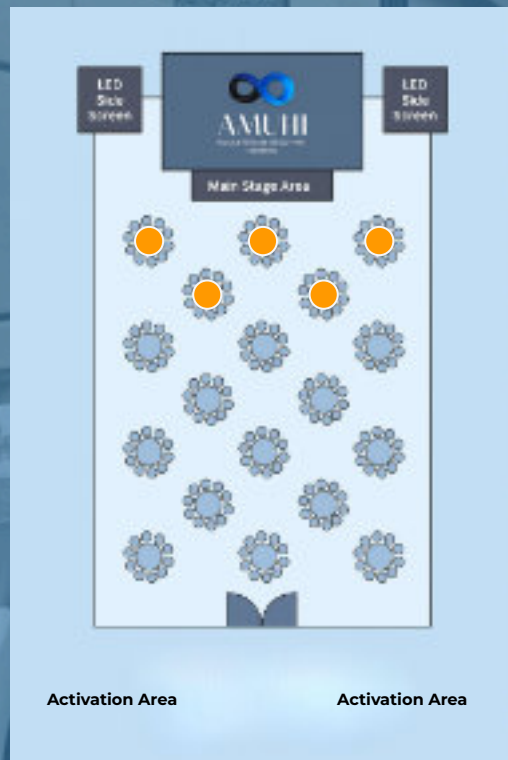 LED
Side
Screen
LED
Side
Screen
AMUHI
Main Stage Area
Activation Area
Activation Area